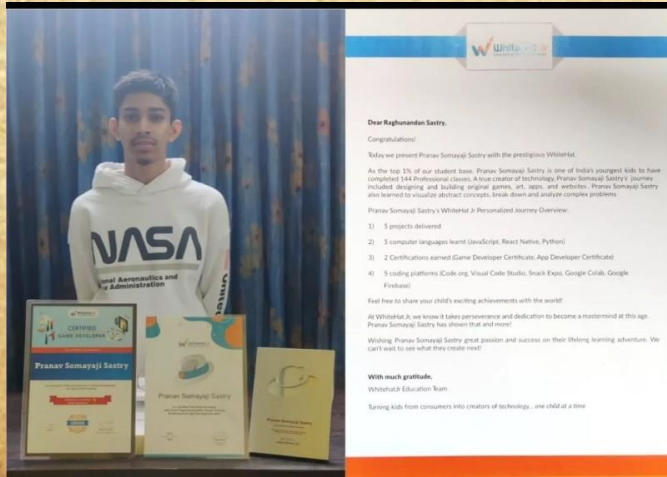 NASA
onal Aeronautics and
Administration
CERTIFIED
GAME DEVELOPER
Pranav Somayaji Sastry
Pranav Somayaji Sastry
Pranav Somayaji Sastry
Dear Raghunandan Sastry,
Congratulations!
Today we present Pranav Somayaji Sastry with the prestigious WhiteHat.
As the top 1% of our student base. Pranav Somayaji Sastry is one of India's youngest kids to have
completed 144 Professional classes. A true creator of technology, Pranav Somayaji Sastry's journey
included designing and building original games, art, apps, and websites. Pranav Somayaji Sastry
also learned to visualize abstract concepts, break down and analyze complex problems.
Pranav Somayaji Sastry's WhiteHat Jr Personalized Journey Overview:
1) 5 projects delivered
2) 5 computer languages learnt (JavaScript, React Native, Python)
3) 2 Certifications earned (Game Developer Certificate, App Developer Certificate)
4) 5 coding platforms (Code.org, Visual Code Studio, Snack Expo, Google Colab, Google
Firebase)
Feel free to share your child's exciting achievements with the world!
At WhiteHat Jr, we know it takes perseverance and dedication to become a mastermind at this age.
Pranav Somayaji Sastry has shown that and more!
Wishing Pranav Somayaji Sastry great passion and success on their lifelong learning adventure. We
can't wait to see what they create next!
With much gratitude,
WhitehatJr Education Team
Turning kids from consumers into creators of technology... one child at a time